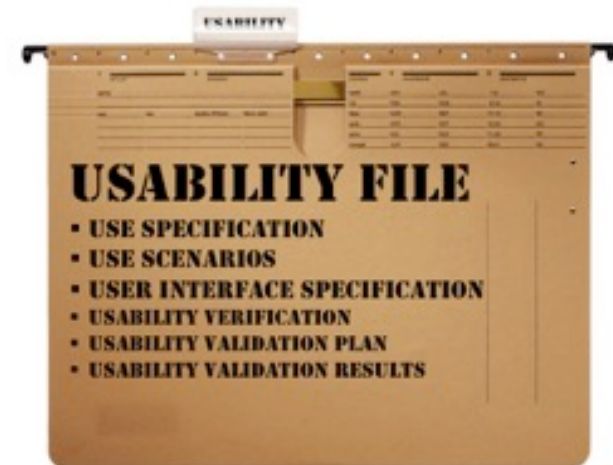 USABILITY
USABILITY FILE
▪ USE SPECIFICATION
▪ USE SCENARIOS
▪ USER INTERFACE SPECIFICATION
▪ USABILITY VERIFICATION
▪ USABILITY VALIDATION PLAN
▪ USABILITY VALIDATION RESULTS